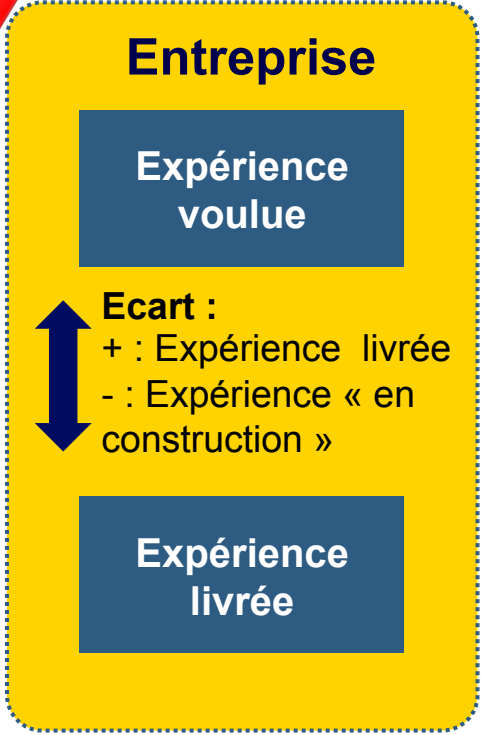 Entreprise
Expérience
voulue
Ecart :
+ : Expérience livrée
- : Expérience « en
construction »
Expérience
livrée